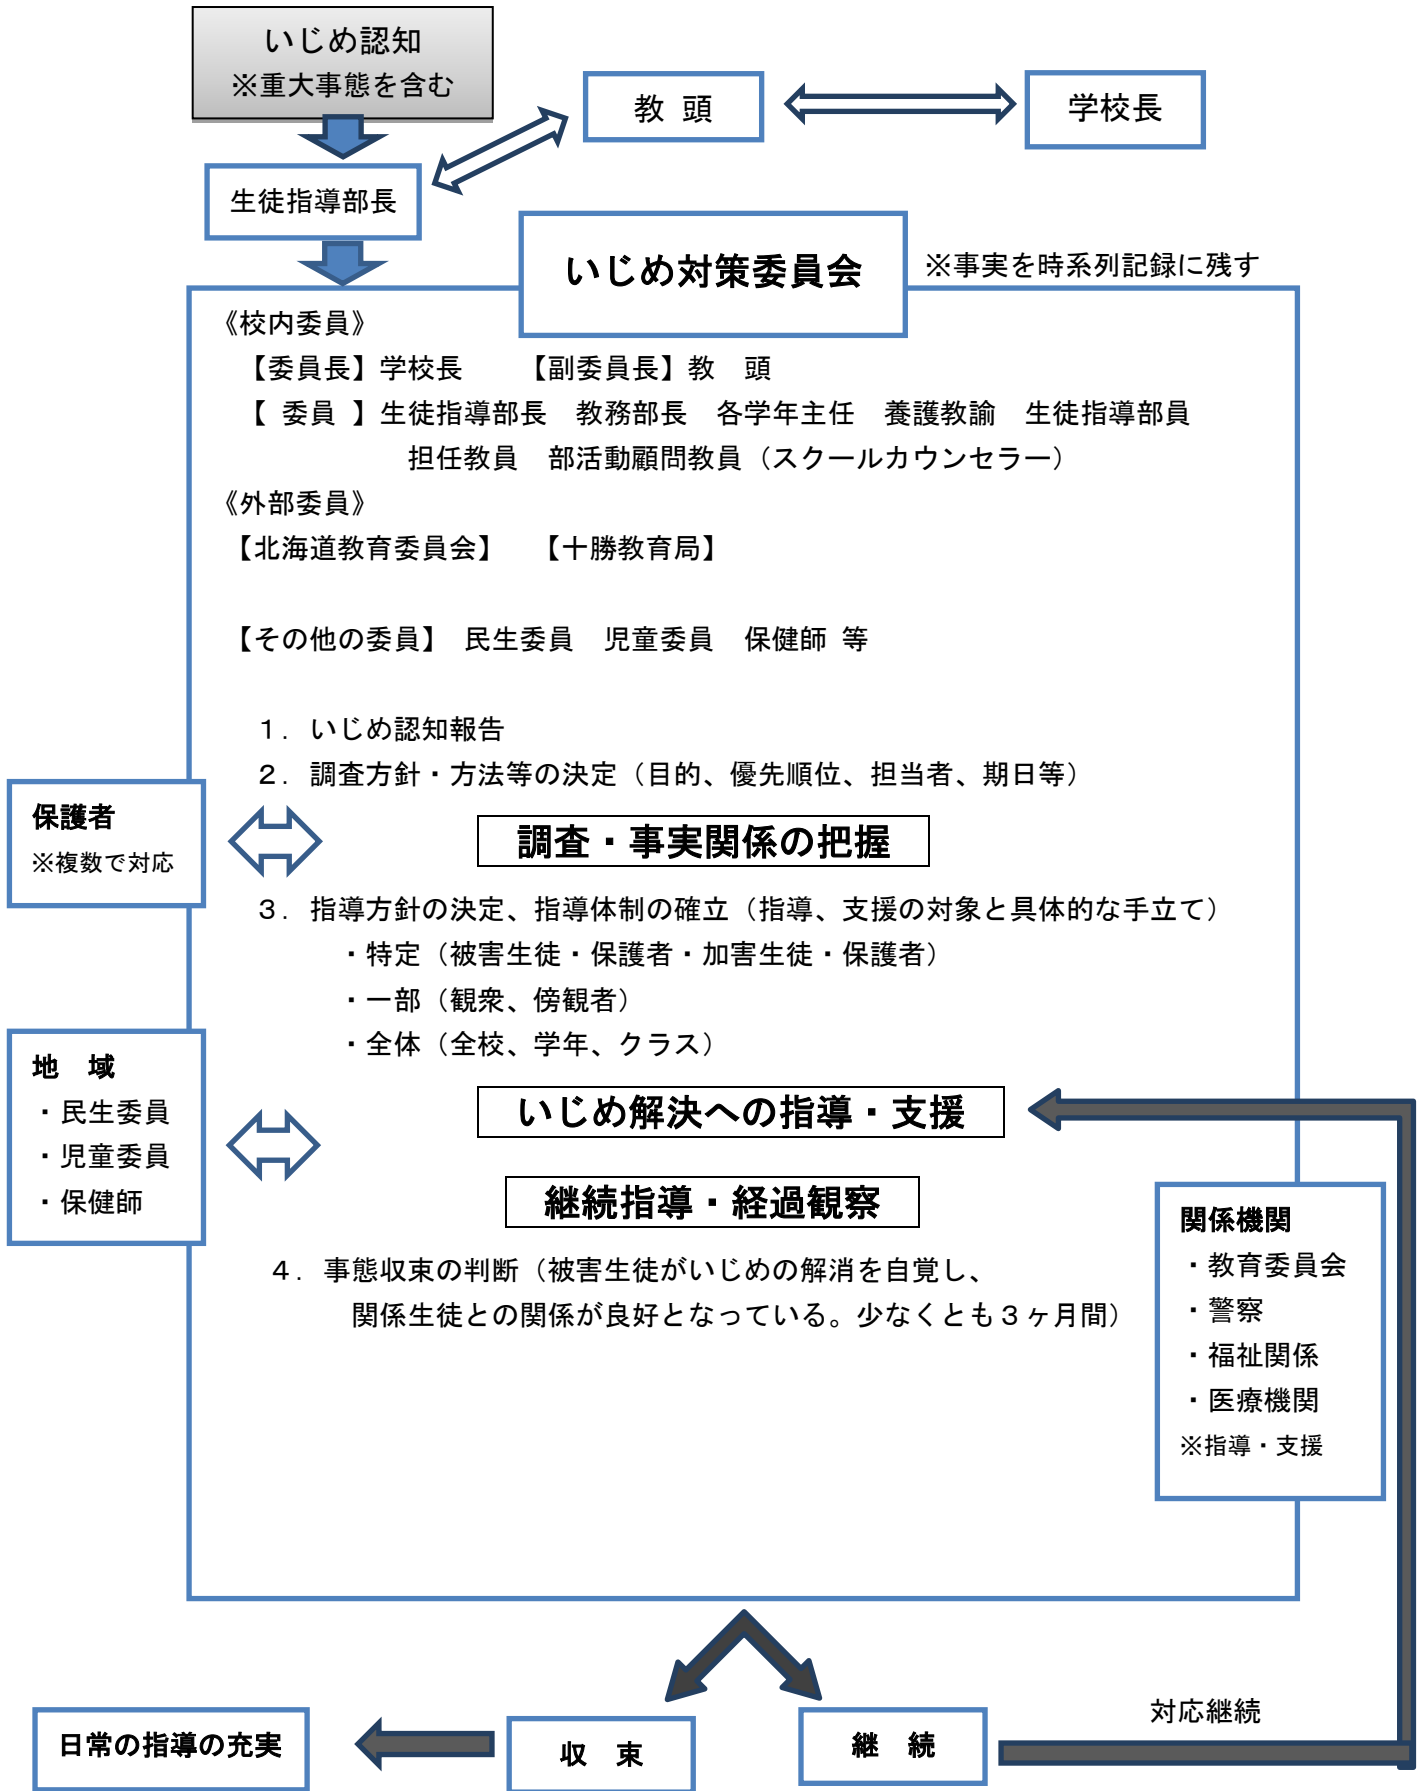 いじめ認知
※重大事態を含む
教 頭
学校長
生徒指導部長
いじめ対策委員会
※事実を時系列記録に残す
《校内委員》
【委員長】学校長　【副委員長】教　頭
【 委員 】生徒指導部長　教務部長　各学年主任　養護教諭　生徒指導部員
担任教員　部活動顧問教員（スクールカウンセラー）
《外部委員》
【北海道教育委員会】　【十勝教育局】
【その他の委員】　民生委員　児童委員　保健師 等
１．いじめ認知報告
２．調査方針・方法等の決定（目的、優先順位、担当者、期日等）
保護者
※複数で対応
調査・事実関係の把握
３．指導方針の決定、指導体制の確立（指導、支援の対象と具体的な手立て）
・特定（被害生徒・保護者・加害生徒・保護者）
・一部（観衆、傍観者）
・全体（全校、学年、クラス）
地　域
・民生委員
・児童委員
・保健師
いじめ解決への指導・支援
継続指導・経過観察
関係機関
・教育委員会
・警察
・福祉関係
・医療機関
※指導・支援
４．事態収束の判断（被害生徒がいじめの解消を自覚し、
関係生徒との関係が良好となっている。少なくとも３ヶ月間）
日常の指導の充実
収　束
継　続
対応継続